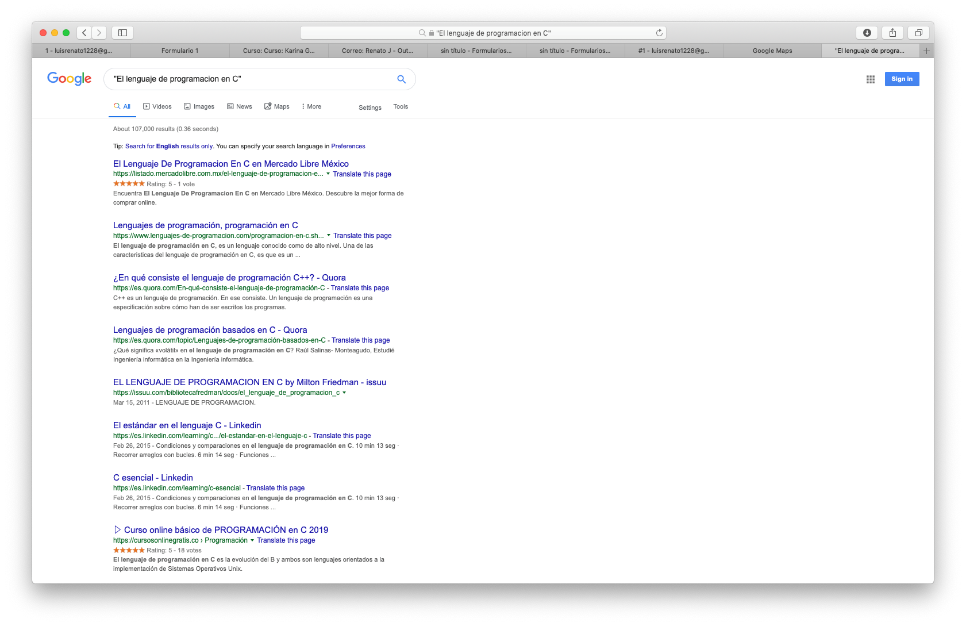 "El lenguaje de programacion en C"
1 - luisrenato1228@g...
Formulario 1
Curso: Curso: Karina G...
Correo: Renato J - Out...
sin título - Formularios...
sin título - Formularios...
#1 - luisrenato1228@g...
Google Maps
"El lenguaje de progra...
Google
"El lenguaje de programacion en C"
Sign in
All Videos Images News Maps More Settings Tools
About 107,000 results (0.36 seconds)
Tip: Search for English results only. You can specify your search language in Preferences
El Lenguaje De Programacion En C en Mercado Libre México
https://listado.mercadolibre.com.mx/el-lenguaje-de-programacion-e... ▼ Translate this page
★★★★★ Rating: 5 - 1 vote
Encuentra El Lenguaje De Programacion En C en Mercado Libre México. Descubre la mejor forma de
comprar online.
Lenguajes de programación, programación en C
https://www.lenguajes-de-programacion.com/programacion-en-c.sh... ▼ Translate this page
El lenguaje de programación en C, es un lenguaje conocido como de alto nivel. Una de las
características del lenguaje de programación en C, es que es un ...
¿En qué consiste el lenguaje de programación C++? - Quora
https://es.quora.com/En-qué-consiste-el-lenguaje-de-programación-C - Translate this page
C++ es un lenguaje de programación. En ese consiste. Un lenguaje de programación es una
especificación sobre cómo han de ser escritos los programas.
Lenguajes de programación basados en C - Quora
https://es.quora.com/topic/Lenguajes-de-programación-basados-en-C - Translate this page
¿Qué significa «volátil» en el lenguaje de programación en C? Raúl Salinas- Monteagudo, Estudié
Ingeniería informática en la Ingeniería Informática.
EL LENGUAJE DE PROGRAMACION EN C by Milton Friedman - issuu
https://issuu.com/bibliotecafredman/docs/el_lenguaje_de_programacion_c ▼
Mar 15, 2011 - LENGUAJE DE PROGRAMACION.
El estándar en el lenguaje C - Linkedin
https://es.linkedin.com/learning/c.../el-estandar-en-el-lenguaje-c - Translate this page
Feb 26, 2015 - Condiciones y comparaciones en el lenguaje de programación en C. 10 min 13 seg ·
Recorrer arreglos con bucles. 6 min 14 seg · Funciones ...
C esencial - Linkedin
https://es.linkedin.com/learning/c-esencial - Translate this page
Feb 26, 2015 - Condiciones y comparaciones en el lenguaje de programación en C. 10 min 13 seg ·
Recorrer arreglos con bucles. 6 min 14 seg · Funciones ...
▷ Curso online básico de PROGRAMACIÓN en C 2019
https://cursosonlinegratis.co › Programación ▼ Translate this page
★★★★★ Rating: 5 - 18 votes
El lenguaje de programación en C es la evolución del B y ambos son lenguajes orientados a la
implementación de Sistemas Operativos Unix.